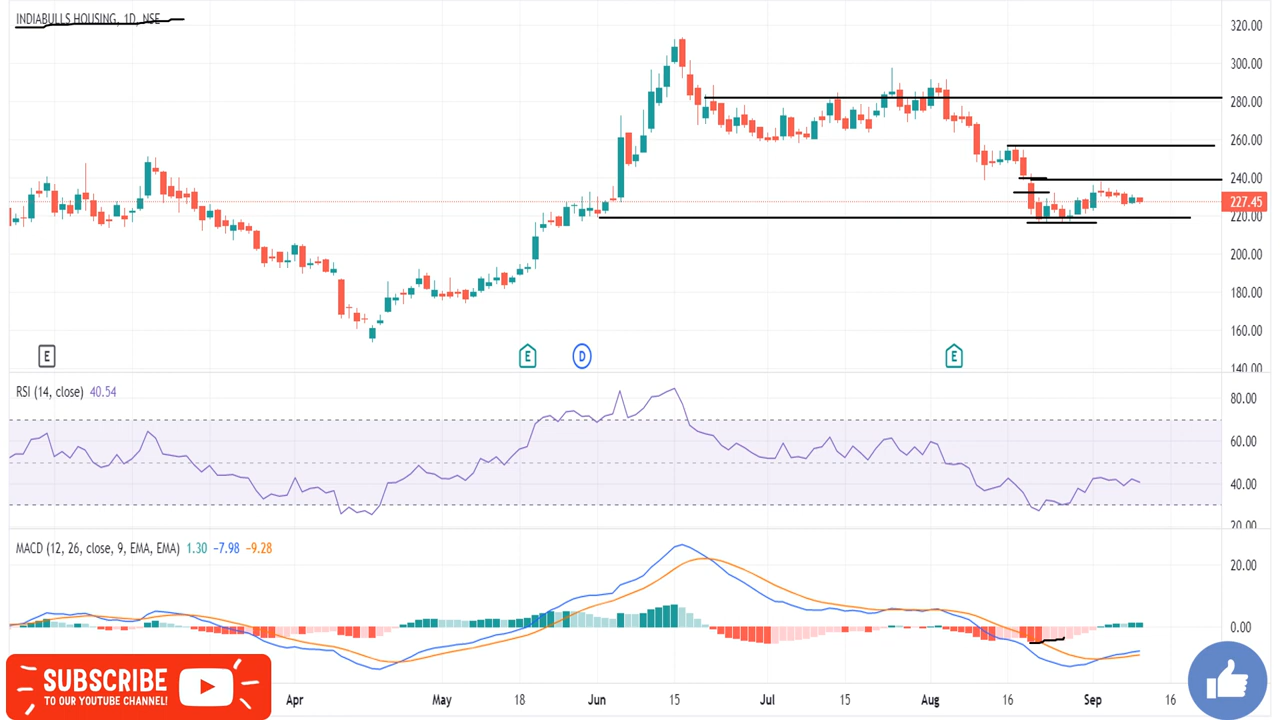 INDIABULLS HOUSING, 1D, NSE
320.00
300.00
280.00
260.00
240.00
227.45
220.00
200.00
180.00
160.00
140.00
E
E
D
E
RSI (14, close) 40.54
80.00
60.00
40.00
20.00
MACD (12, 26, close, 9, EMA, EMA) 1.30 −7.98 −9.28
20.00
0.00
SUBSCRIBE
TO OUR YOUTUBE CHANNEL!
Apr May 18 Jun 15 Jul 15 Aug 16 Sep 16